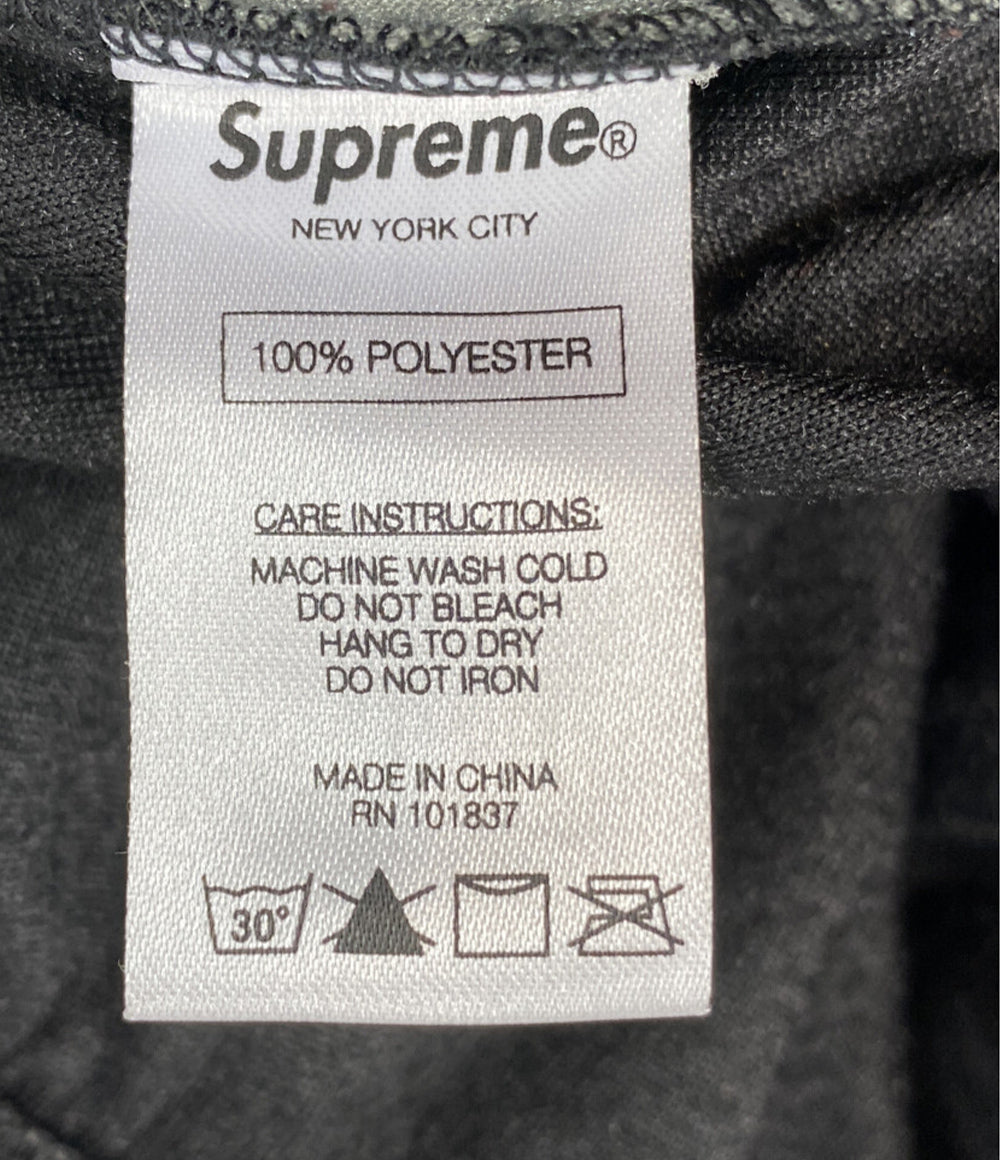 Supreme®
NEW YORK CITY
100% POLYESTER
CARE INSTRUCTIONS:
MACHINE WASH COLD
DO NOT BLEACH
HANG TO DRY
DO NOT IRON
MADE IN CHINA
RN 101837
30°